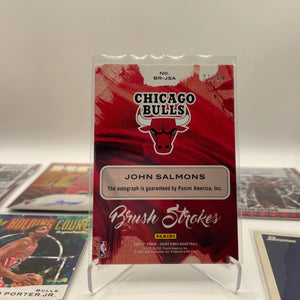 No.
BR-JSA
CHICAGO
BULLS
JOHN SALMONS
The autograph is guaranteed by Panini America, Inc.
Brush Strokes
PANINI
HOLDING COURT
BULLS
PORTER JR.